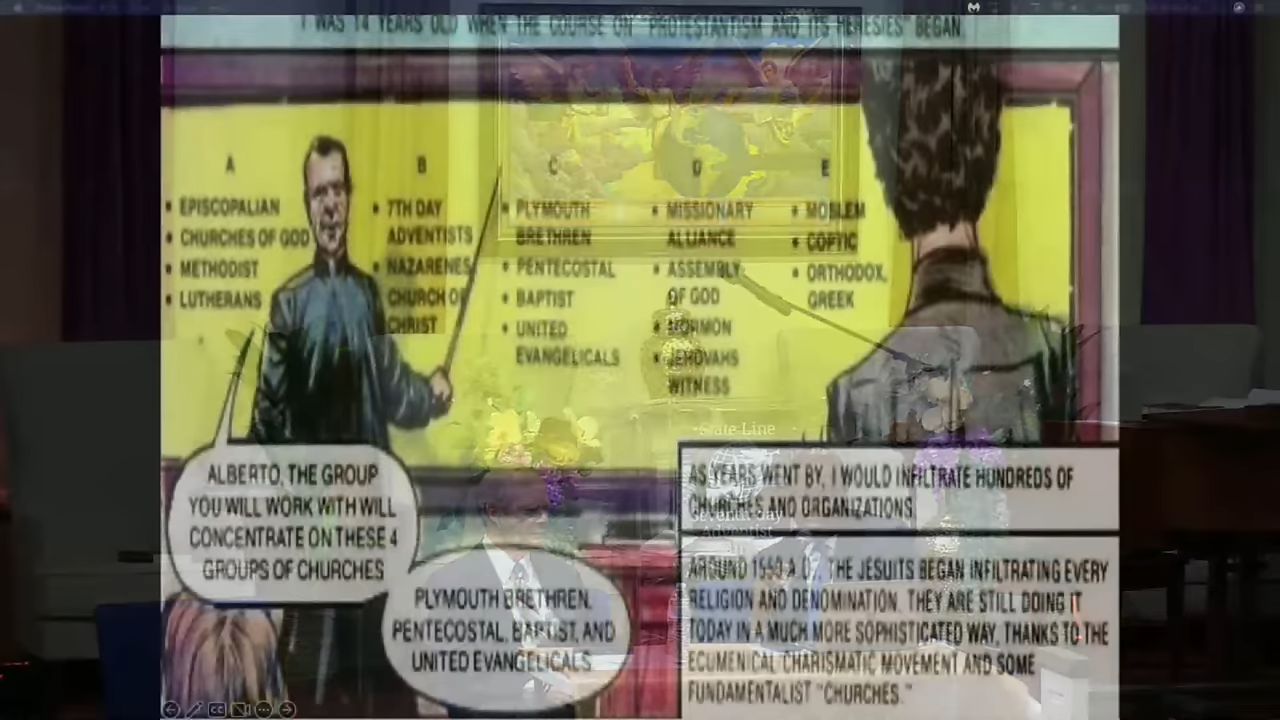 I WAS 14 YEARS OLD WHEN THE COURSE ON "PROTESTANTISM AND ITS HERESIES" BEGAN
A
• EPISCOPALIAN
• CHURCHES OF GOD
• METHODIST
• LUTHERANS
B
• 7TH DAY
ADVENTISTS
• NAZARENES
CHURCH OF
CHRIST
C
• PLYMOUTH
BRETHREN
• PENTECOSTAL
• BAPTIST
• UNITED
EVANGELICALS
D
• MISSIONARY
ALLIANCE
• ASSEMBLY
OF GOD
• MORMON
• JEHOVAHS
WITNESS
E
• MOSLEM
• COPTIC
• ORTHODOX,
GREEK
ALBERTO, THE GROUP
YOU WILL WORK WITH WILL
CONCENTRATE ON THESE 4
GROUPS OF CHURCHES
PLYMOUTH BRETHREN,
PENTECOSTAL, BAPTIST, AND
UNITED EVANGELICALS
State Line
Seventh-day
Adventist
AS YEARS WENT BY, I WOULD INFILTRATE HUNDREDS OF
CHURCHES AND ORGANIZATIONS
AROUND 1550 A.D., THE JESUITS BEGAN INFILTRATING EVERY
RELIGION AND DENOMINATION. THEY ARE STILL DOING IT
TODAY IN A MUCH MORE SOPHISTICATED WAY, THANKS TO THE
ECUMENICAL CHARISMATIC MOVEMENT AND SOME
FUNDAMENTALIST "CHURCHES."